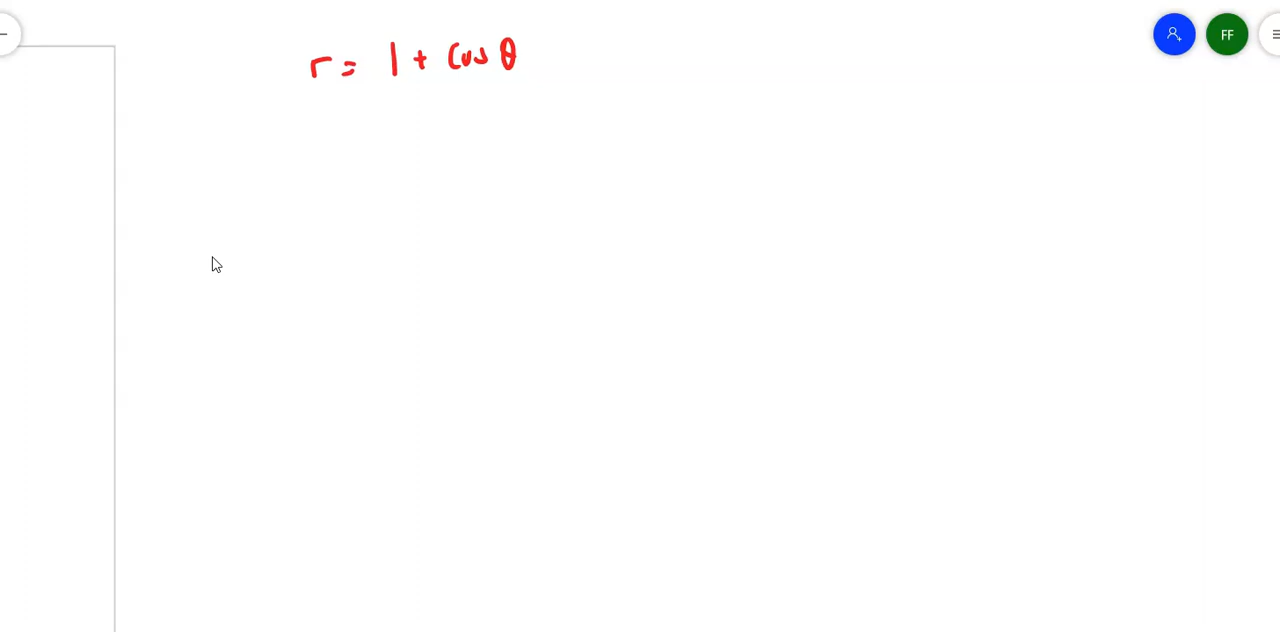 r = 1 + cos θ
FF